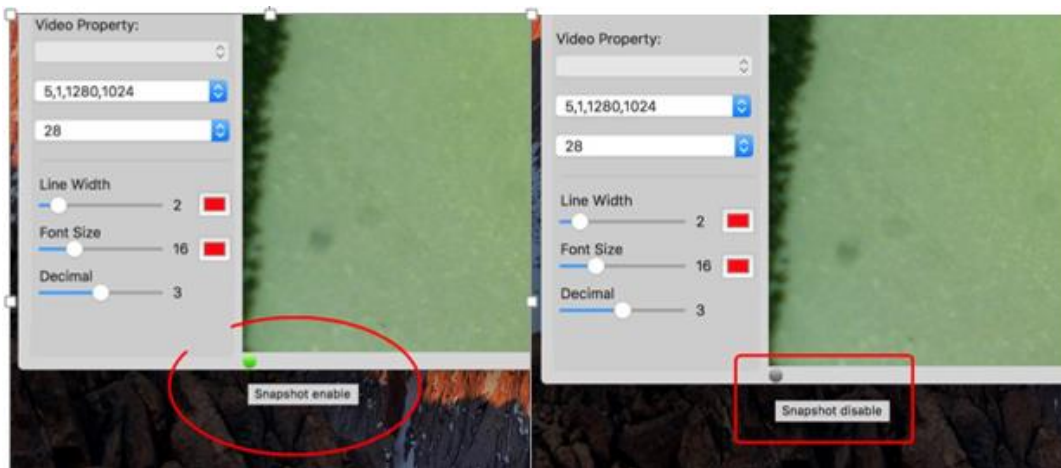 Video Property:
5,1,1280,1024
28
Line Width
2
Font Size
16
Decimal
3
Snapshot enable
Video Property:
5,1,1280,1024
28
Line Width
2
Font Size
16
Decimal
3
Snapshot disable